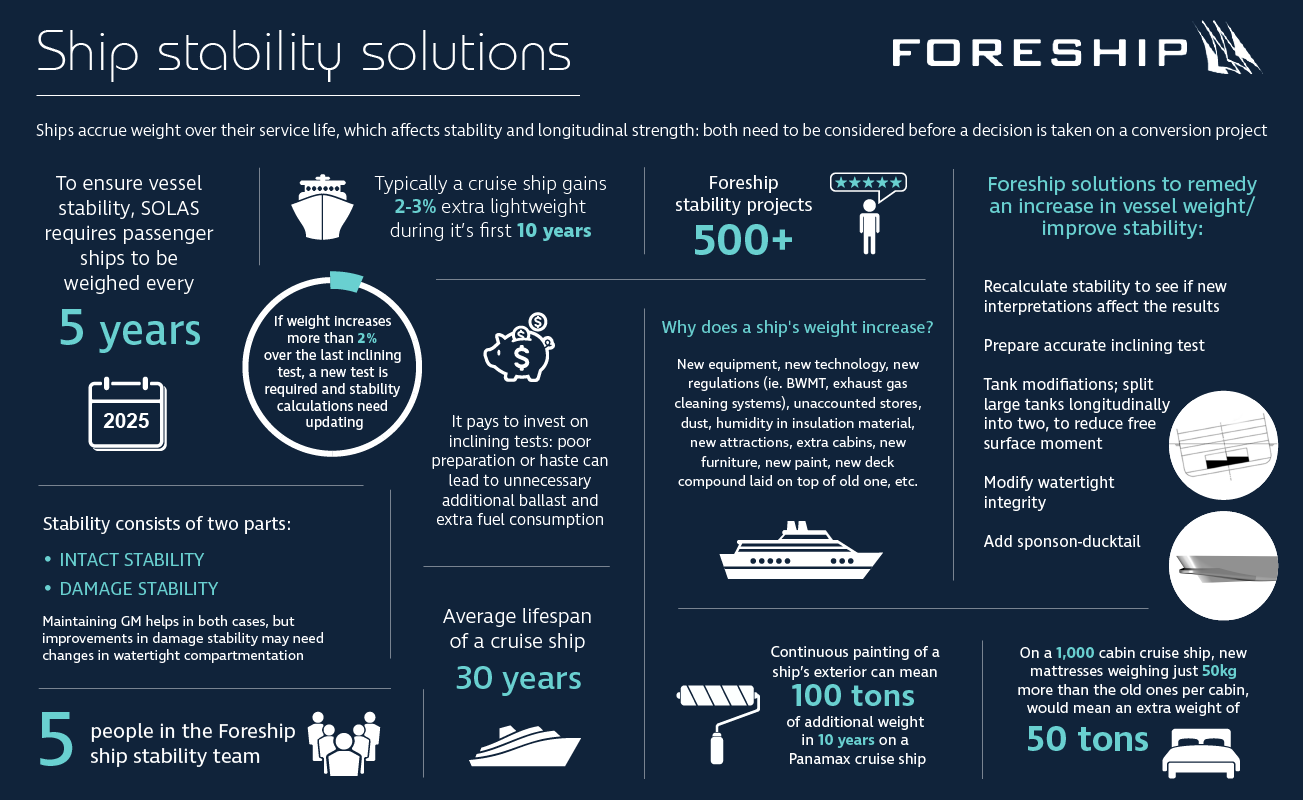 Ship stability solutions
FORESHIP
Ships accrue weight over their service life, which affects stability and longitudinal strength: both need to be considered before a decision is taken on a conversion project
To ensure vessel
stability, SOLAS
requires passenger
ships to be
weighed every
5 years
2025
Typically a cruise ship gains
2-3% extra lightweight
during it's first 10 years
If weight increases
more than 2%
over the last inclining
test, a new test is
required and stability
calculations need
updating
Foreship
stability projects
500+
$
$
$
It pays to invest on
inclining tests: poor
preparation or haste can
lead to unnecessary
additional ballast and
extra fuel consumption
Why does a ship's weight increase?
New equipment, new technology, new
regulations (ie. BWMT, exhaust gas
cleaning systems), unaccounted stores,
dust, humidity in insulation material,
new attractions, extra cabins, new
furniture, new paint, new deck
compound laid on top of old one, etc.
Foreship solutions to remedy
an increase in vessel weight/
improve stability:
Recalculate stability to see if new
interpretations affect the results
Prepare accurate inclining test
Tank modifiations; split
large tanks longitudinally
into two, to reduce free
surface moment
Modify watertight
integrity
Add sponson-ducktail
Stability consists of two parts:
• INTACT STABILITY
• DAMAGE STABILITY
Maintaining GM helps in both cases, but
improvements in damage stability may need
changes in watertight compartmentation
5 people in the Foreship
ship stability team
Average lifespan
of a cruise ship
30 years
Continuous painting of a
ship's exterior can mean
100 tons
of additional weight
in 10 years on a
Panamax cruise ship
On a 1,000 cabin cruise ship, new
mattresses weighing just 50kg
more than the old ones per cabin,
would mean an extra weight of
50 tons